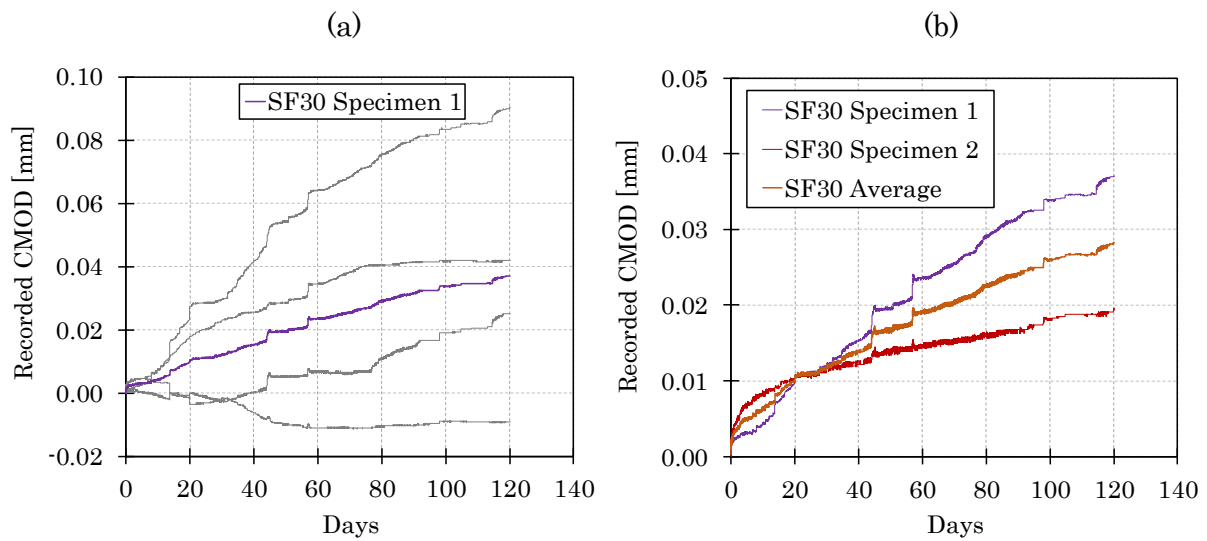 (a)
(b)
SF30 Specimen 1
Recorded CMOD [mm]
0.10
0.08
0.06
0.04
0.02
0.00
-0.02
0
20
40
60
80
100
120
140
Days
SF30 Specimen 1
SF30 Specimen 2
SF30 Average
Recorded CMOD [mm]
0.05
0.04
0.03
0.02
0.01
0.00
0
20
40
60
80
100
120
140
Days